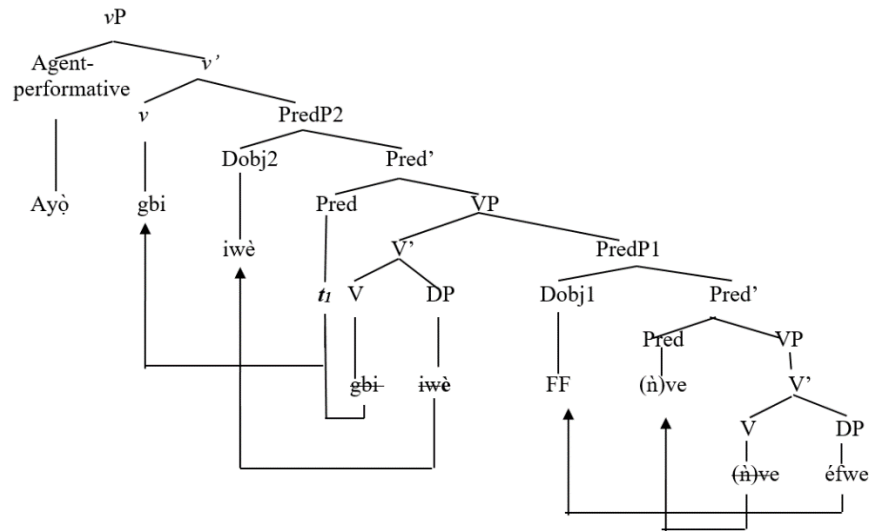 vP
Agent-
performative
v’
v
PredP2
Dobj2
Pred’
Ayọ̀
gbi
Pred
VP
iwè
V’
PredP1
t1
V
DP
Dobj1
Pred’
Pred
VP
gbi
iwè
FF
(ǹ)ve
V’
V
DP
(ǹ)ve
éfwe